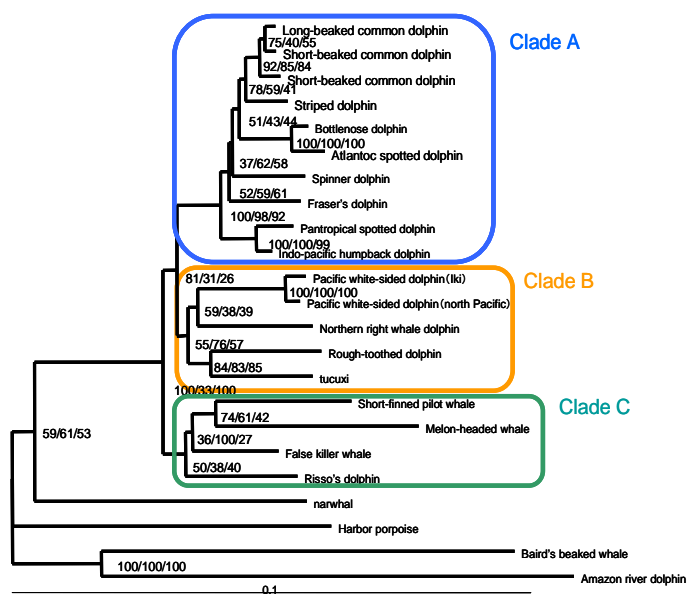 Long-beaked common dolphin
75/40/55
Short-beaked common dolphin
92/85/84
Short-beaked common dolphin
78/59/41
Striped dolphin
51/43/44
Bottlenose dolphin
100/100/100
Atlantoc spotted dolphin
37/62/58
Spinner dolphin
52/59/61
Fraser's dolphin
100/98/92
Pantropical spotted dolphin
100/100/99
Indo-pacific humpback dolphin
Clade A
81/31/26
Pacific white-sided dolphin(Iki)
100/100/100
Pacific white-sided dolphin(north Pacific)
59/38/39
Northern right whale dolphin
55/76/57
Rough-toothed dolphin
84/83/85
tucuxi
Clade B
100/33/100
Short-finned pilot whale
74/61/42
Melon-headed whale
36/100/27
False killer whale
50/38/40
Risso's dolphin
Clade C
59/61/53
narwhal
Harbor porpoise
Baird's beaked whale
100/100/100
Amazon river dolphin
0.1